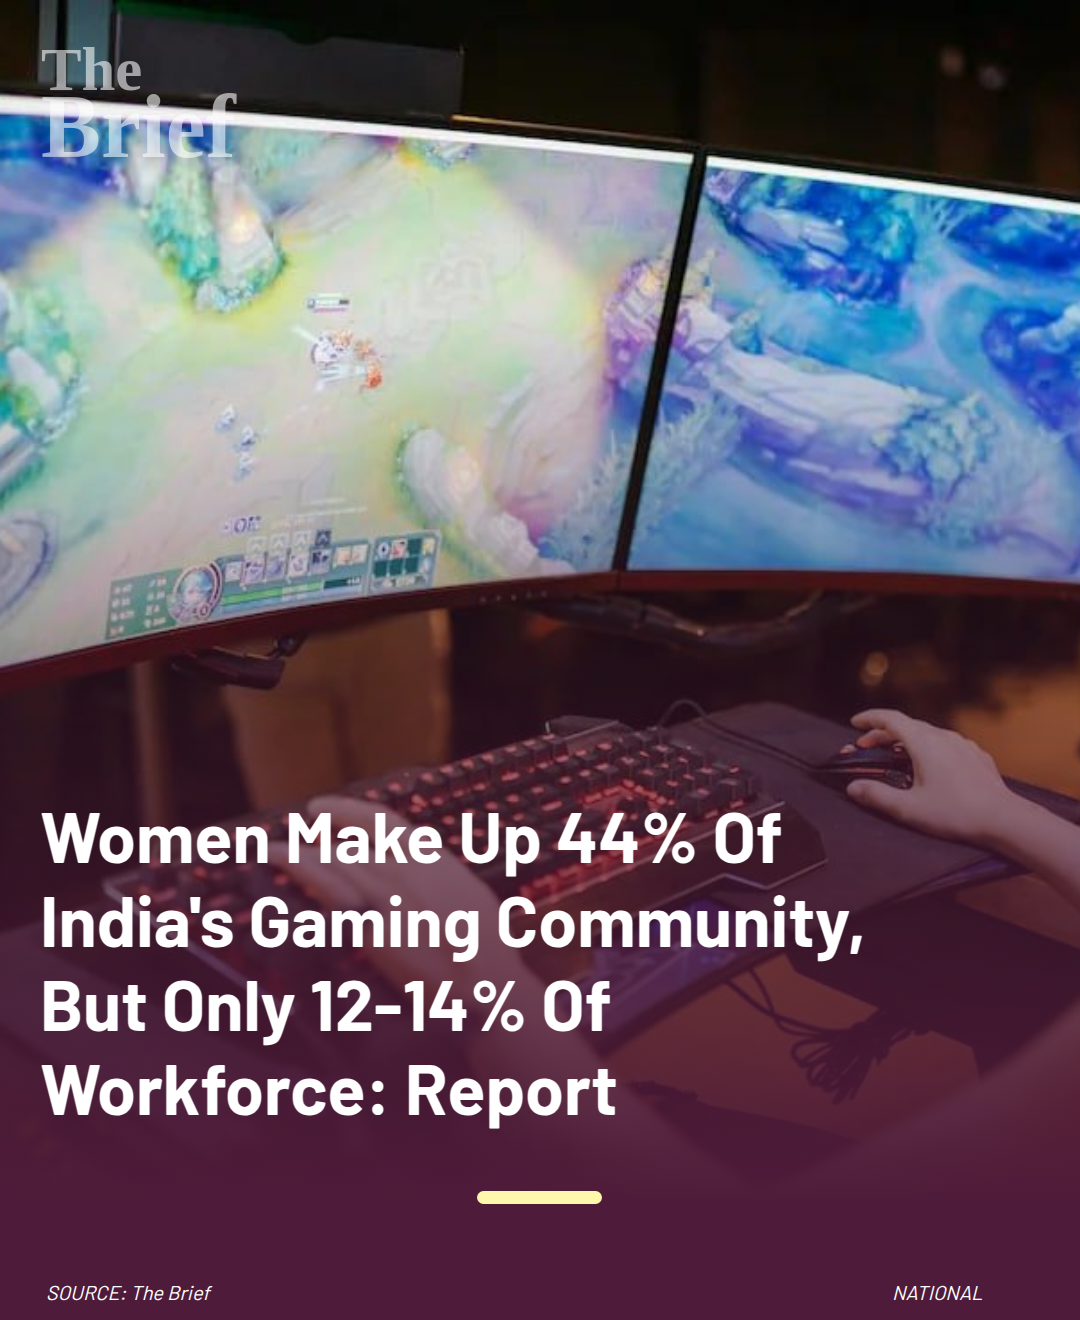 The
Brief
Women Make Up 44% Of
India's Gaming Community,
But Only 12-14% Of
Workforce: Report
SOURCE: The Brief
NATIONAL